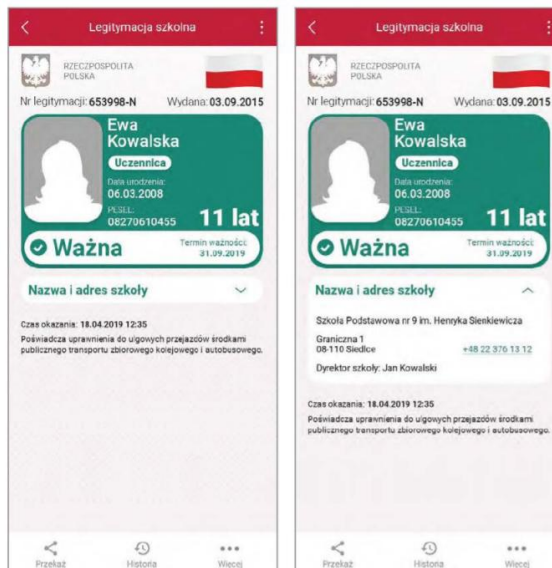 Legitymacja szkolna
RZECZPOSPOLITA
POLSKA
Nr legitymacji: 653998-N Wydana: 03.09.2015
Ewa
Kowalska
Uczennica
Data urodzenia:
06.03.2008
PESEL:
08270610455
11 lat
Ważna
Termin ważności:
31.09.2019
Nazwa i adres szkoły
Czas okazania: 18.04.2019 12:35
Poświadcza uprawnienia do ulgowych przejazdów środkami
publicznego transportu zbiorowego kolejowego i autobusowego.
Przekaż Historia Więcej
Legitymacja szkolna
RZECZPOSPOLITA
POLSKA
Nr legitymacji: 653998-N Wydana: 03.09.2015
Ewa
Kowalska
Uczennica
Data urodzenia:
06.03.2008
PESEL:
08270610455
11 lat
Ważna
Termin ważności:
31.09.2019
Nazwa i adres szkoły
Szkoła Podstawowa nr 9 im. Henryka Sienkiewicza
Graniczna 1
08-110 Siedlce +48 22 376 13 12
Dyrektor szkoły: Jan Kowalski
Czas okazania: 18.04.2019 12:35
Poświadcza uprawnienia do ulgowych przejazdów środkami
publicznego transportu zbiorowego kolejowego i autobusowego.
Przekaż Historia Więcej